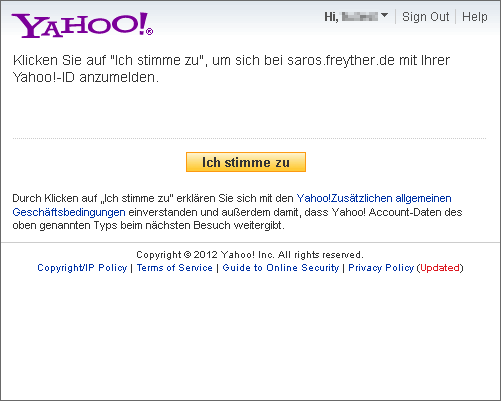 YAHOO!®
Hi, Sign Out Help
Klicken Sie auf "Ich stimme zu", um sich bei saros.freyther.de mit Ihrer
Yahoo!-ID anzumelden.
Ich stimme zu
Durch Klicken auf „Ich stimme zu" erklären Sie sich mit den Yahoo!Zusätzlichen allgemeinen
Geschäftsbedingungen einverstanden und außerdem damit, dass Yahoo! Account-Daten des
oben genannten Typs beim nächsten Besuch weitergibt.
Copyright © 2012 Yahoo! Inc. All rights reserved.
Copyright/IP Policy | Terms of Service | Guide to Online Security | Privacy Policy (Updated)